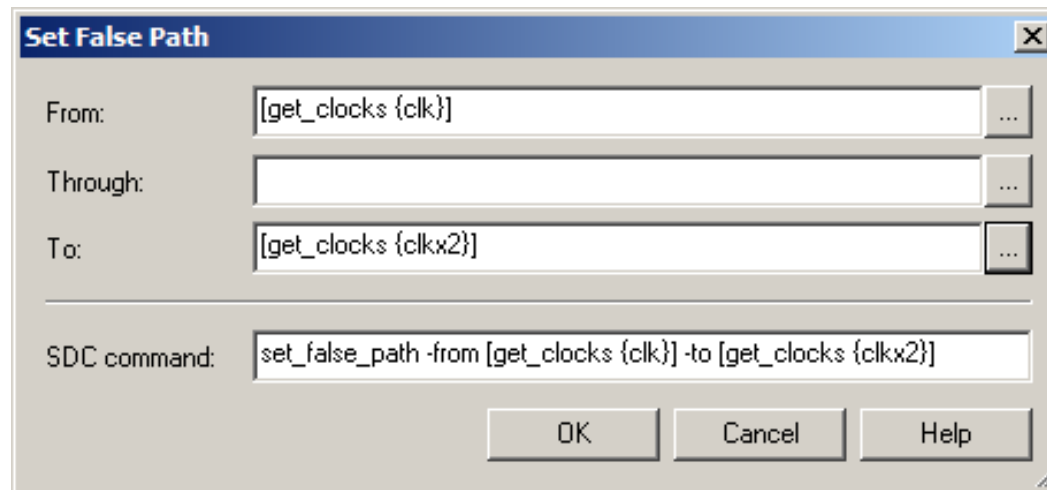 Set False Path
From: [get_clocks {clk}] ...
Through: ...
To: [get_clocks {clkx2}] ...
SDC command: set_false_path -from [get_clocks {clk}] -to [get_clocks {clkx2}]
OK Cancel Help